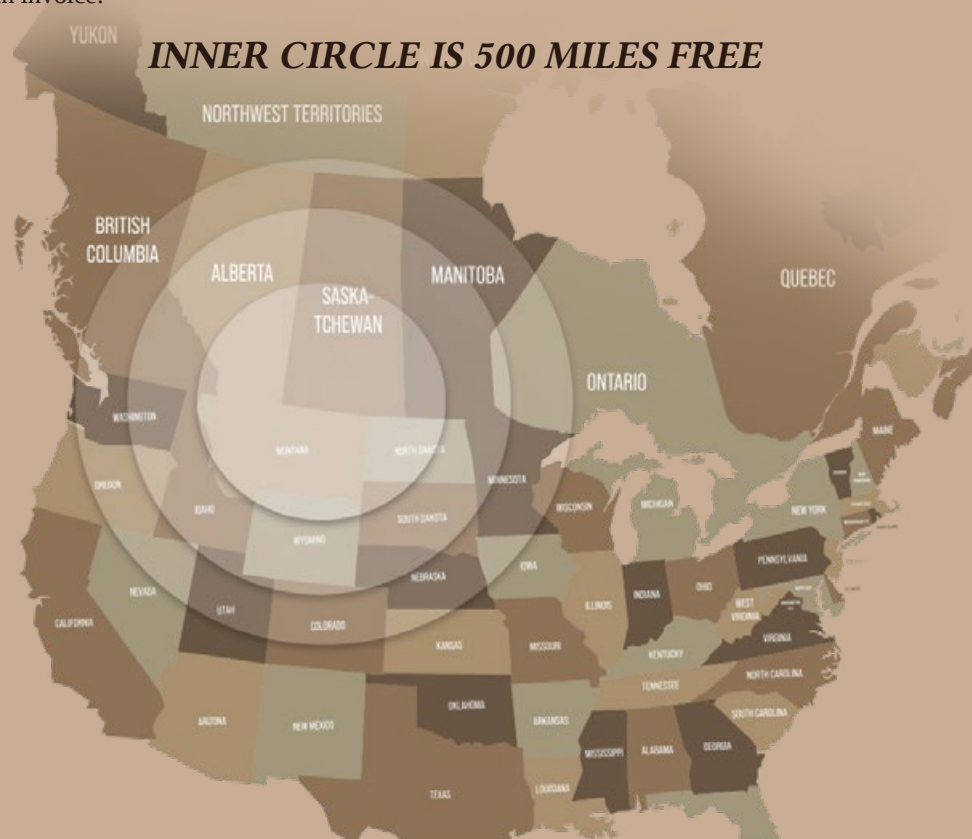 INNER CIRCLE IS 500 MILES FREE
YUKON
NORTHWEST TERRITORIES
BRITISH
COLUMBIA
ALBERTA
SASKA-
TCHEWAN
MANITOBA
QUEBEC
ONTARIO
WASHINGTON
MONTANA
NORTH DAKOTA
MAINE
OREGON
IDAHO
MINNESOTA
SOUTH DAKOTA
WISCONSIN
MICHIGAN
NEW YORK
WYOMING
IOWA
PENNSYLVANIA
NEVADA
UTAH
NEBRASKA
ILLINOIS
INDIANA
OHIO
WEST
VIRGINIA
CALIFORNIA
COLORADO
KANSAS
MISSOURI
KENTUCKY
VIRGINIA
TENNESSEE
NORTH CAROLINA
ARIZONA
NEW MEXICO
OKLAHOMA
ARKANSAS
SOUTH CAROLINA
MISSISSIPPI
ALABAMA
GEORGIA
TEXAS
LOUISIANA